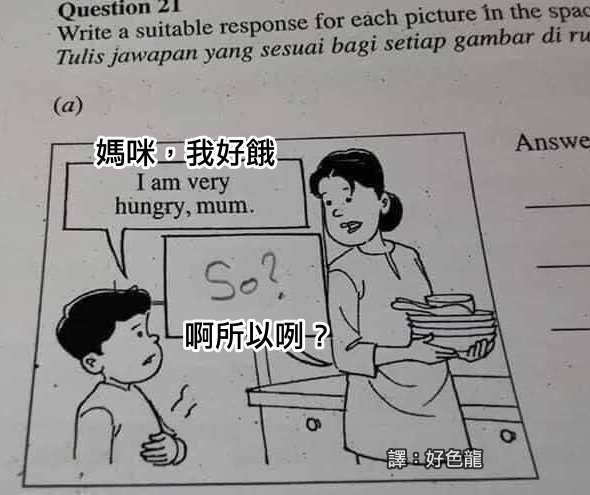 Question 21
Write a suitable response for each picture in the spac
Tulis jawapan yang sesuai bagi setiap gambar di ru
(a)
媽咪，我好餓
I am very
hungry, mum.
Answe
So?
啊所以咧？
譯：好色龍